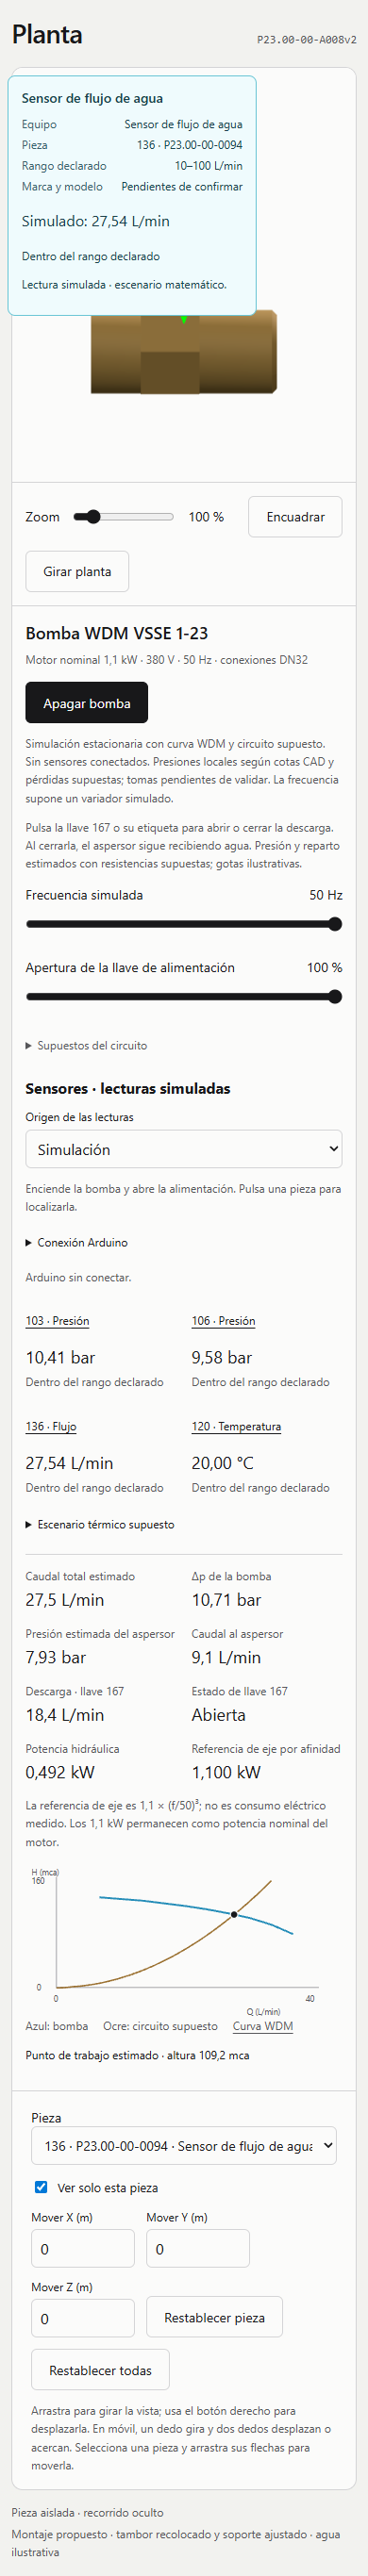 Planta
P23.00-00-A008v2
Sensor de flujo de agua
Equipo Sensor de flujo de agua
Pieza 136 · P23.00-00-0094
Rango declarado 10–100 L/min
Marca y modelo Pendientes de confirmar
Simulado: 27,54 L/min
Dentro del rango declarado
Lectura simulada · escenario matemático.
Zoom 100 % Encuadrar
Girar planta
Bomba WDM VSSE 1-23
Motor nominal 1,1 kW · 380 V · 50 Hz · conexiones DN32
Apagar bomba
Simulación estacionaria con curva WDM y circuito supuesto.
Sin sensores conectados. Presiones locales según cotas CAD y
pérdidas supuestas; tomas pendientes de validar. La frecuencia
supone un variador simulado.
Pulsa la llave 167 o su etiqueta para abrir o cerrar la descarga.
Al cerrarla, el aspersor sigue recibiendo agua. Presión y reparto
estimados con resistencias supuestas; gotas ilustrativas.
Frecuencia simulada 50 Hz
Apertura de la llave de alimentación 100 %
Supuestos del circuito
Sensores · lecturas simuladas
Origen de las lecturas
Simulación
Enciende la bomba y abre la alimentación. Pulsa una pieza para
localizarla.
Conexión Arduino
Arduino sin conectar.
103 · Presión 106 · Presión
10,41 bar 9,58 bar
Dentro del rango declarado Dentro del rango declarado
136 · Flujo 120 · Temperatura
27,54 L/min 20,00 °C
Dentro del rango declarado Dentro del rango declarado
Escenario térmico supuesto
Caudal total estimado Δp de la bomba
27,5 L/min 10,71 bar
Presión estimada del aspersor Caudal al aspersor
7,93 bar 9,1 L/min
Descarga · llave 167 Estado de llave 167
18,4 L/min Abierta
Potencia hidráulica Referencia de eje por afinidad
0,492 kW 1,100 kW
La referencia de eje es 1,1 × (f/50)³; no es consumo eléctrico
medido. Los 1,1 kW permanecen como potencia nominal del
motor.
H (mca)
160
0
0 40
Q (L/min)
Azul: bomba Ocre: circuito supuesto Curva WDM
Punto de trabajo estimado · altura 109,2 mca
Pieza
136 · P23.00-00-0094 · Sensor de flujo de agua
Ver solo esta pieza
Mover X (m) Mover Y (m)
0 0
Mover Z (m)
0 Restablecer pieza
Restablecer todas
Arrastra para girar la vista; usa el botón derecho para
desplazarla. En móvil, un dedo gira y dos dedos desplazan o
acercan. Selecciona una pieza y arrastra sus flechas para
moverla.
Pieza aislada · recorrido oculto
Montaje propuesto · tambor recolocado y soporte ajustado · agua
ilustrativa